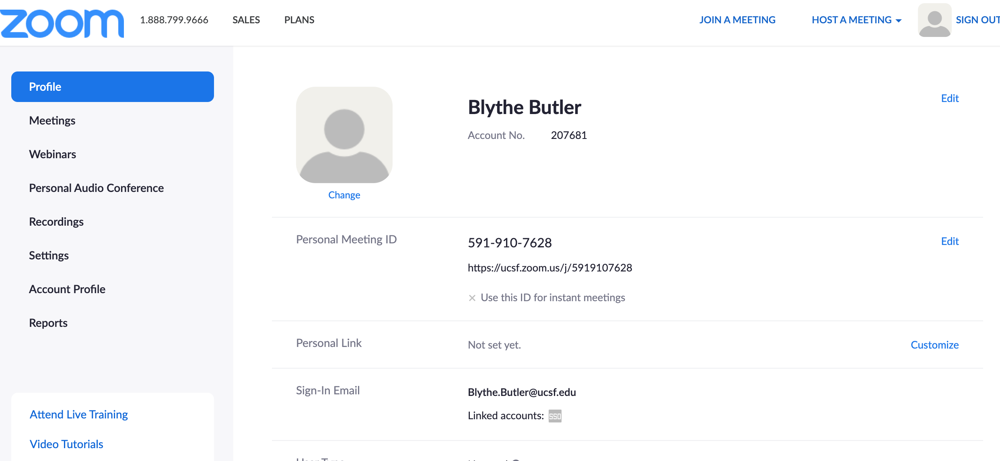 zoom
1.888.799.9666 SALES PLANS JOIN A MEETING HOST A MEETING SIGN OUT
Profile
Meetings
Webinars
Personal Audio Conference
Recordings
Settings
Account Profile
Reports
Attend Live Training
Video Tutorials
Change
Blythe Butler
Edit
Account No. 207681
Personal Meeting ID
591-910-7628
Edit
https://ucsf.zoom.us/j/5919107628
× Use this ID for instant meetings
Personal Link
Not set yet.
Customize
Sign-In Email
Blythe.Butler@ucsf.edu
Linked accounts: SSO
User Type